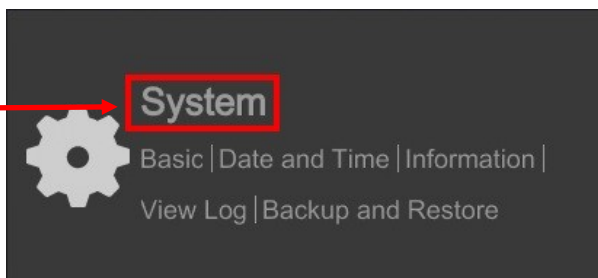 System
Basic | Date and Time | Information |
View Log | Backup and Restore